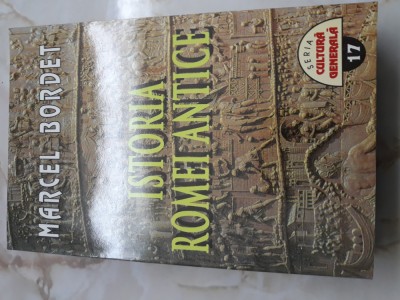 MARCEL BORDET
ISTORIA
ROMEI ANTICE
SERIA
CULTURĂ
GENERALĂ
17